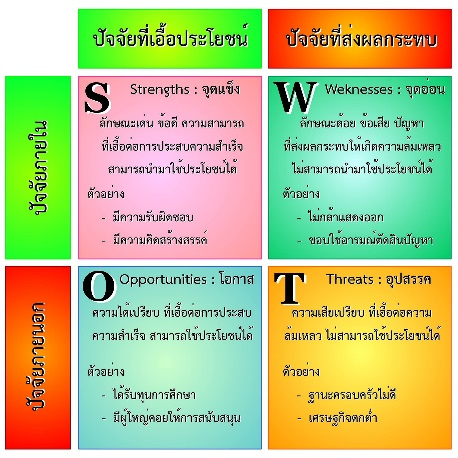 ปัจจัยที่เอื้อประโยชน์
ปัจจัยที่ส่งผลกระทบ
ปัจจัยภายใน
S
Strengths : จุดแข็ง
ลักษณะเด่น ข้อดี ความสามารถ
ที่เอื้อต่อการประสบความสำเร็จ
สามารถนำมาใช้ประโยชน์ได้
ตัวอย่าง
- มีความรับผิดชอบ
- มีความคิดสร้างสรรค์
W
Weknesses : จุดอ่อน
ลักษณะด้อย ข้อเสีย ปัญหา
ที่ส่งผลกระทบให้เกิดความล้มเหลว
ไม่สามารถนำมาใช้ประโยชน์ได้
ตัวอย่าง
- ไม่กล้าแสดงออก
- ชอบใช้อารมณ์ตัดสินปัญหา
ปัจจัยภายนอก
O
Opportunities : โอกาส
ความได้เปรียบ ที่เอื้อต่อการประสบ
ความสำเร็จ สามารถใช้ประโยชน์ได้
ตัวอย่าง
- ได้รับทุนการศึกษา
- มีผู้ใหญ่คอยให้การสนับสนุน
T
Threats : อุปสรรค
ความเสียเปรียบ ที่เอื้อต่อความ
ล้มเหลว ไม่สามารถใช้ประโยชน์ได้
ตัวอย่าง
- ฐานะครอบครัวไม่ดี
- เศรษฐกิจตกต่ำ